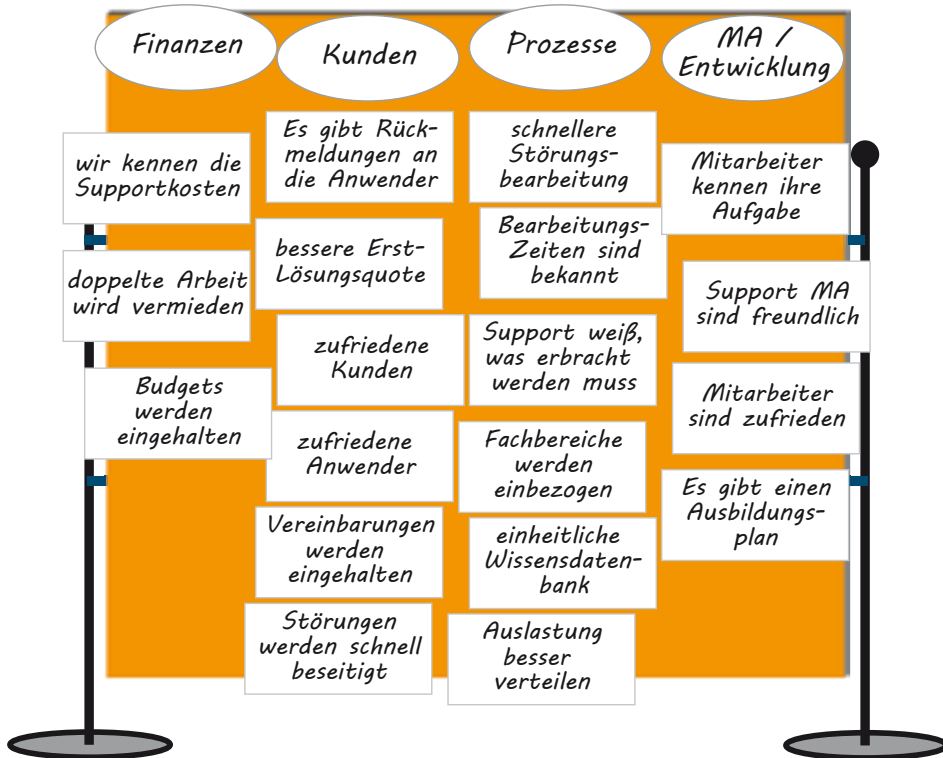 Finanzen
Kunden
Prozesse
MA /
Entwicklung
wir kennen die
Supportkosten
doppelte Arbeit
wird vermieden
Budgets
werden
eingehalten
Es gibt Rück-
meldungen an
die Anwender
bessere Erst-
Lösungsquote
zufriedene
Kunden
zufriedene
Anwender
Vereinbarungen
werden
eingehalten
Störungen
werden schnell
beseitigt
schnellere
Störungs-
bearbeitung
Bearbeitungs-
Zeiten sind
bekannt
Support weiß,
was erbracht
werden muss
Fachbereiche
werden
einbezogen
einheitliche
Wissensdaten-
bank
Auslastung
besser
verteilen
Mitarbeiter
kennen ihre
Aufgabe
Support MA
sind freundlich
Mitarbeiter
sind zufrieden
Es gibt einen
Ausbildungs-
plan